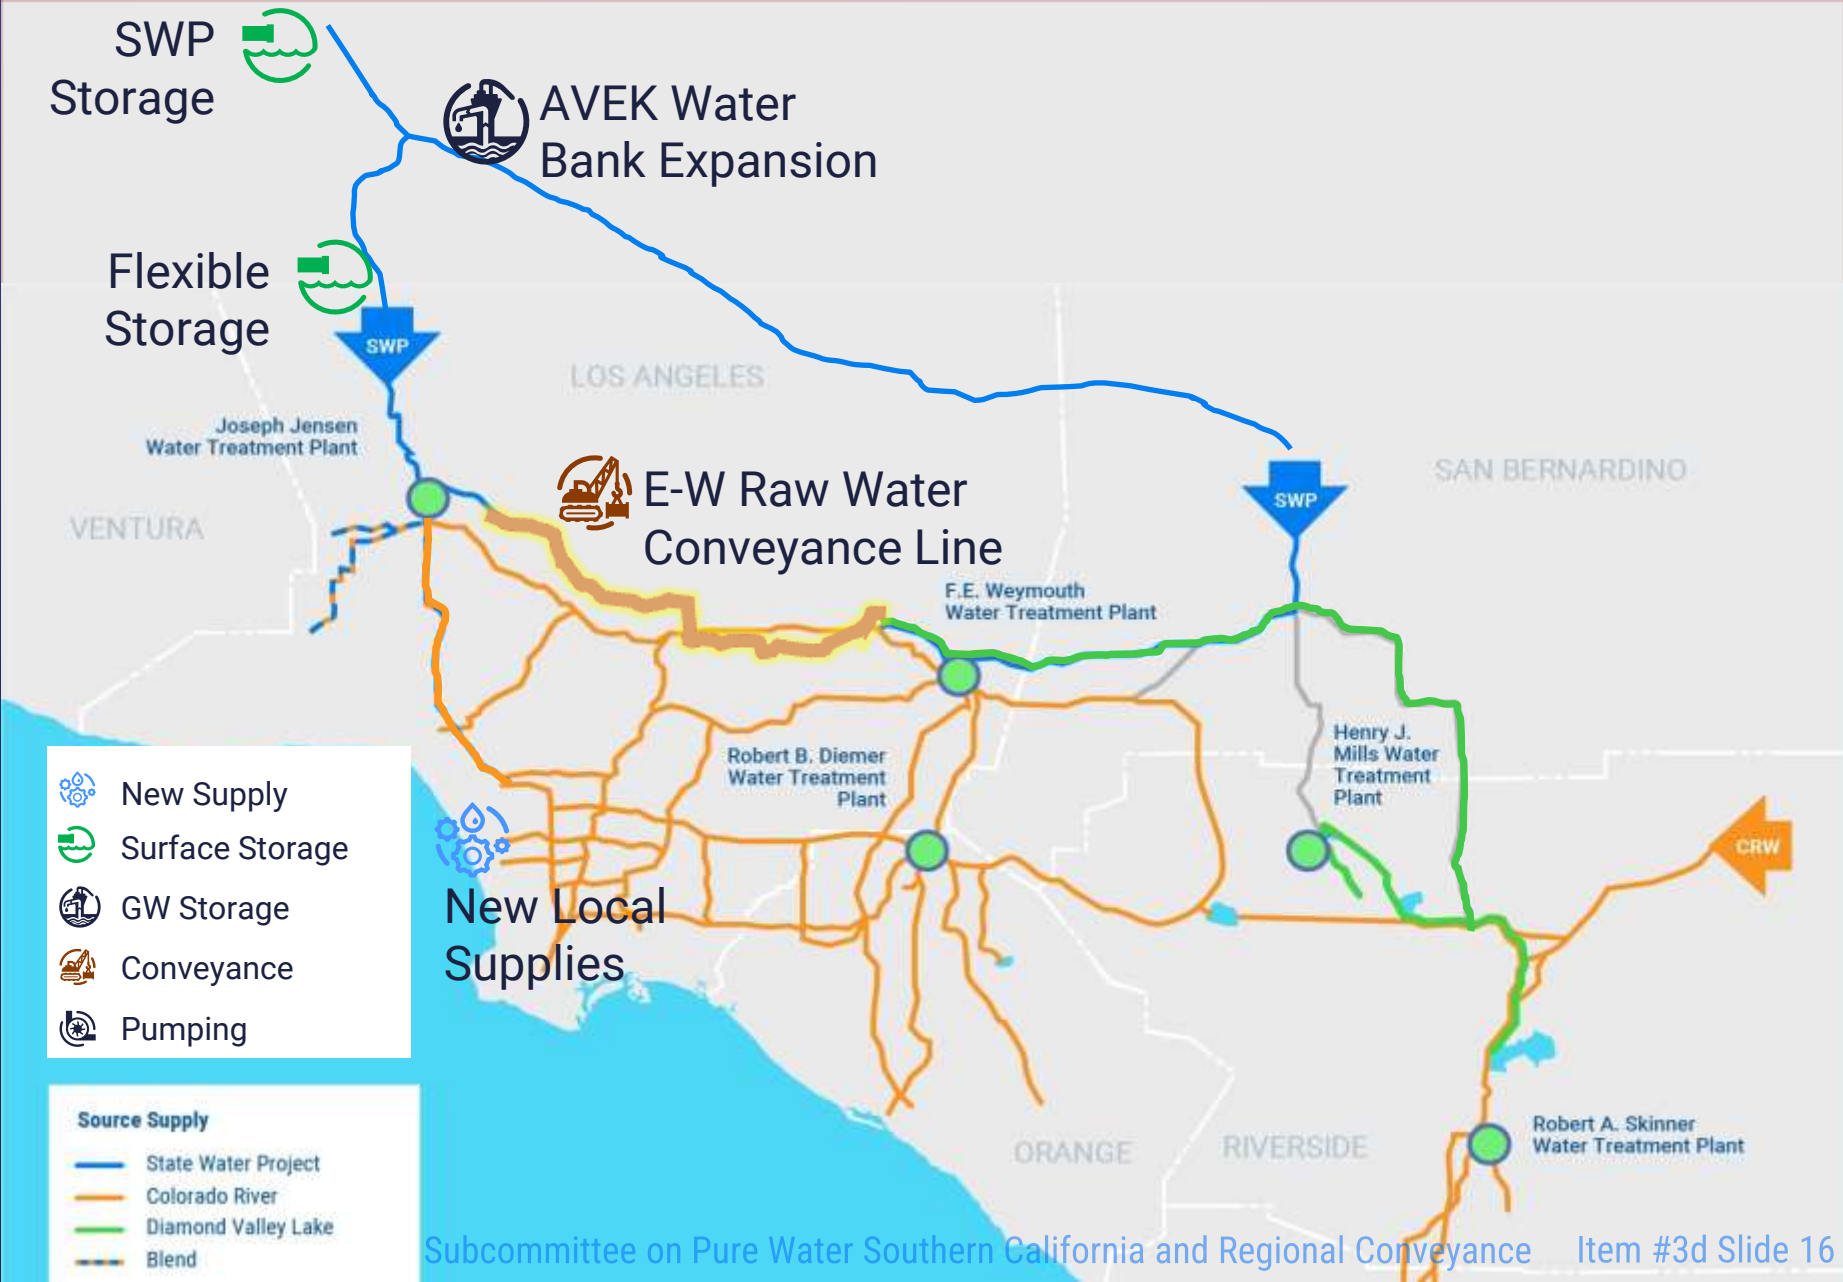 SWP
Storage
AVEK Water
Bank Expansion
Flexible
Storage
SWP
LOS ANGELES
Joseph Jensen
Water Treatment Plant
E-W Raw Water
Conveyance Line
SAN BERNARDINO
SWP
VENTURA
F.E. Weymouth
Water Treatment Plant
Robert B. Diemer
Water Treatment
Plant
Henry J.
Mills Water
Treatment
Plant
CRW
New Local
Supplies
New Supply
Surface Storage
GW Storage
Conveyance
Pumping
ORANGE
RIVERSIDE
Robert A. Skinner
Water Treatment Plant
Source Supply
State Water Project
Colorado River
Diamond Valley Lake
Blend
Subcommittee on Pure Water Southern California and Regional Conveyance
Item #3d Slide 16